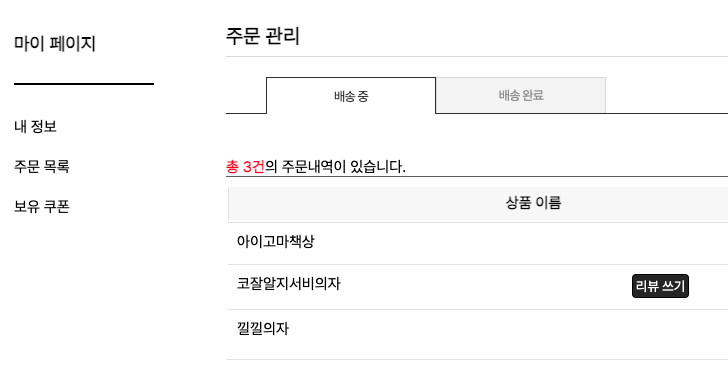 마이 페이지
내 정보
주문 목록
보유 쿠폰
주문 관리
배송 중
배송 완료
총 3건의 주문내역이 있습니다.
상품 이름
아이고마책상
코잘알지서비의자
리뷰 쓰기
낄낄의자